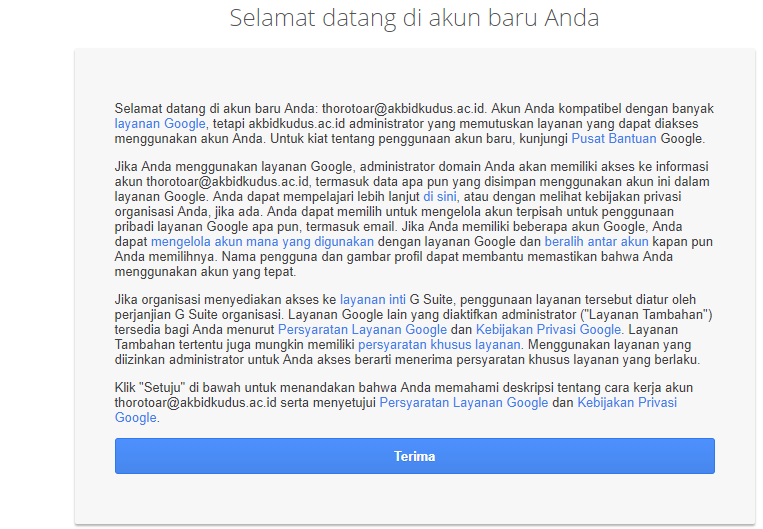 Selamat datang di akun baru Anda
Selamat datang di akun baru Anda: thorotoar@akbidkudus.ac.id. Akun Anda kompatibel dengan banyak
layanan Google, tetapi akbidkudus.ac.id administrator yang memutuskan layanan yang dapat diakses
menggunakan akun Anda. Untuk kiat tentang penggunaan akun baru, kunjungi Pusat Bantuan Google.
Jika Anda menggunakan layanan Google, administrator domain Anda akan memiliki akses ke informasi
akun thorotoar@akbidkudus.ac.id, termasuk data apa pun yang disimpan menggunakan akun ini dalam
layanan Google. Anda dapat mempelajari lebih lanjut di sini, atau dengan melihat kebijakan privasi
organisasi Anda, jika ada. Anda dapat memilih untuk mengelola akun terpisah untuk penggunaan
pribadi layanan Google apa pun, termasuk email. Jika Anda memiliki beberapa akun Google, Anda
dapat mengelola akun mana yang digunakan dengan layanan Google dan beralih antar akun kapan pun
Anda memilihnya. Nama pengguna dan gambar profil dapat membantu memastikan bahwa Anda
menggunakan akun yang tepat.
Jika organisasi menyediakan akses ke layanan inti G Suite, penggunaan layanan tersebut diatur oleh
perjanjian G Suite organisasi. Layanan Google lain yang diaktifkan administrator ("Layanan Tambahan")
tersedia bagi Anda menurut Persyaratan Layanan Google dan Kebijakan Privasi Google. Layanan
Tambahan tertentu juga mungkin memiliki persyaratan khusus layanan. Menggunakan layanan yang
diizinkan administrator untuk Anda akses berarti menerima persyaratan khusus layanan yang berlaku.
Klik "Setuju" di bawah untuk menandakan bahwa Anda memahami deskripsi tentang cara kerja akun
thorotoar@akbidkudus.ac.id serta menyetujui Persyaratan Layanan Google dan Kebijakan Privasi
Google.
Terima